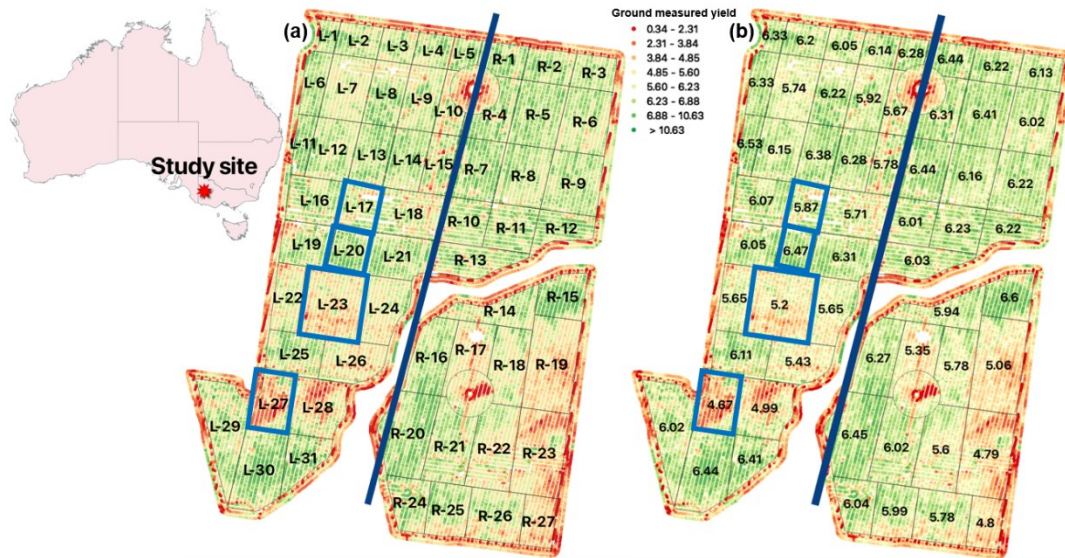 Study site
(a)
L-1 L-2 L-3 L-4 L-5 R-1 R-2 R-3
L-6 L-7 L-8 L-9 L-10 R-4 R-5 R-6
L-11 L-12 L-13 L-14 L-15 R-7 R-8 R-9
L-16 L-17 L-18 R-10 R-11 R-12
L-19 L-20 L-21 R-13
L-22 L-23 L-24 R-14 R-15
L-25 L-26 R-16 R-17 R-18 R-19
L-27 L-28
L-29 R-20 R-21 R-22 R-23
L-30 L-31
R-24 R-25 R-26 R-27
Ground measured yield
0.34 - 2.31
2.31 - 3.84
3.84 - 4.85
4.85 - 5.60
5.60 - 6.23
6.23 - 6.88
6.88 - 10.63
> 10.63
(b)
6.33 6.2 6.05 6.14 6.28 6.44 6.22 6.13
6.33 5.74 6.22 5.92 5.67 6.31 6.41 6.02
6.53 6.15 6.38 6.28 5.78 6.44 6.16 6.22
6.07 5.87 5.71 6.01 6.23 6.22
6.05 6.47 6.31 6.03
5.65 5.2 5.65 5.94 6.6
6.11 5.43 6.27 5.35 5.78 5.06
4.67 4.99
6.02 6.45 6.02 5.6 4.79
6.44 6.41
6.04 5.99 5.78 4.8